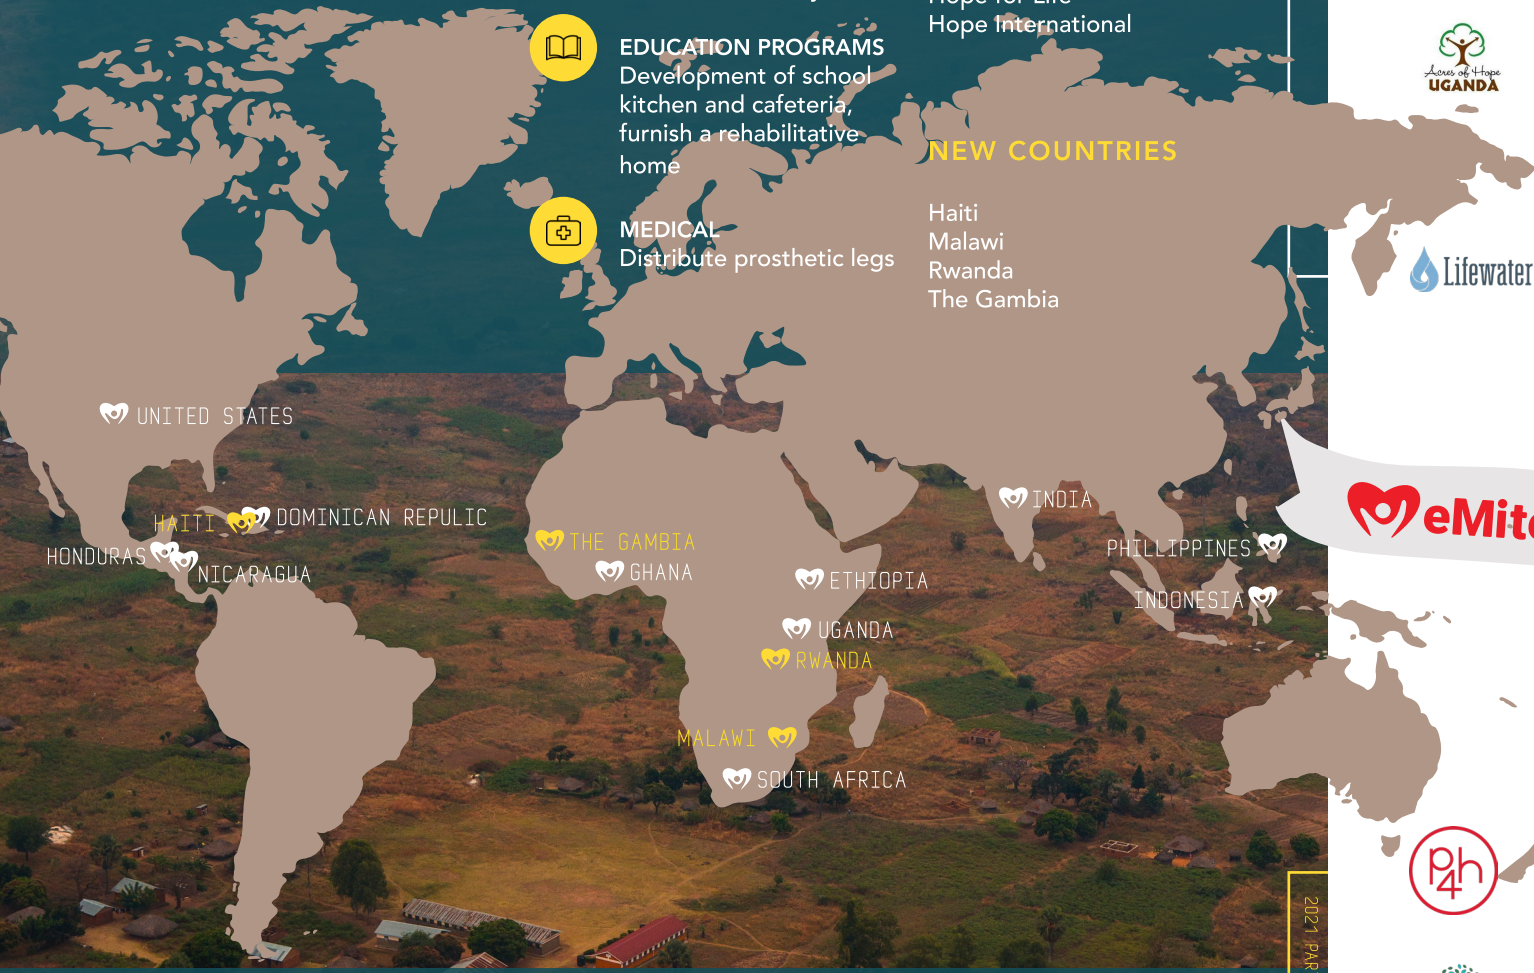 Hope International
EDUCATION PROGRAMS
Development of school
kitchen and cafeteria,
furnish a rehabilitative
home
MEDICAL
Distribute prosthetic legs
NEW COUNTRIES
Haiti
Malawi
Rwanda
The Gambia
Acres of Hope
UGANDA
Lifewater
UNITED STATES
HAITI
DOMINICAN REPULIC
HONDURAS
NICARAGUA
THE GAMBIA
GHANA
ETHIOPIA
UGANDA
RWANDA
MALAWI
SOUTH AFRICA
INDIA
PHILLIPPINES
INDONESIA
eMit
P4h
2021 PAR